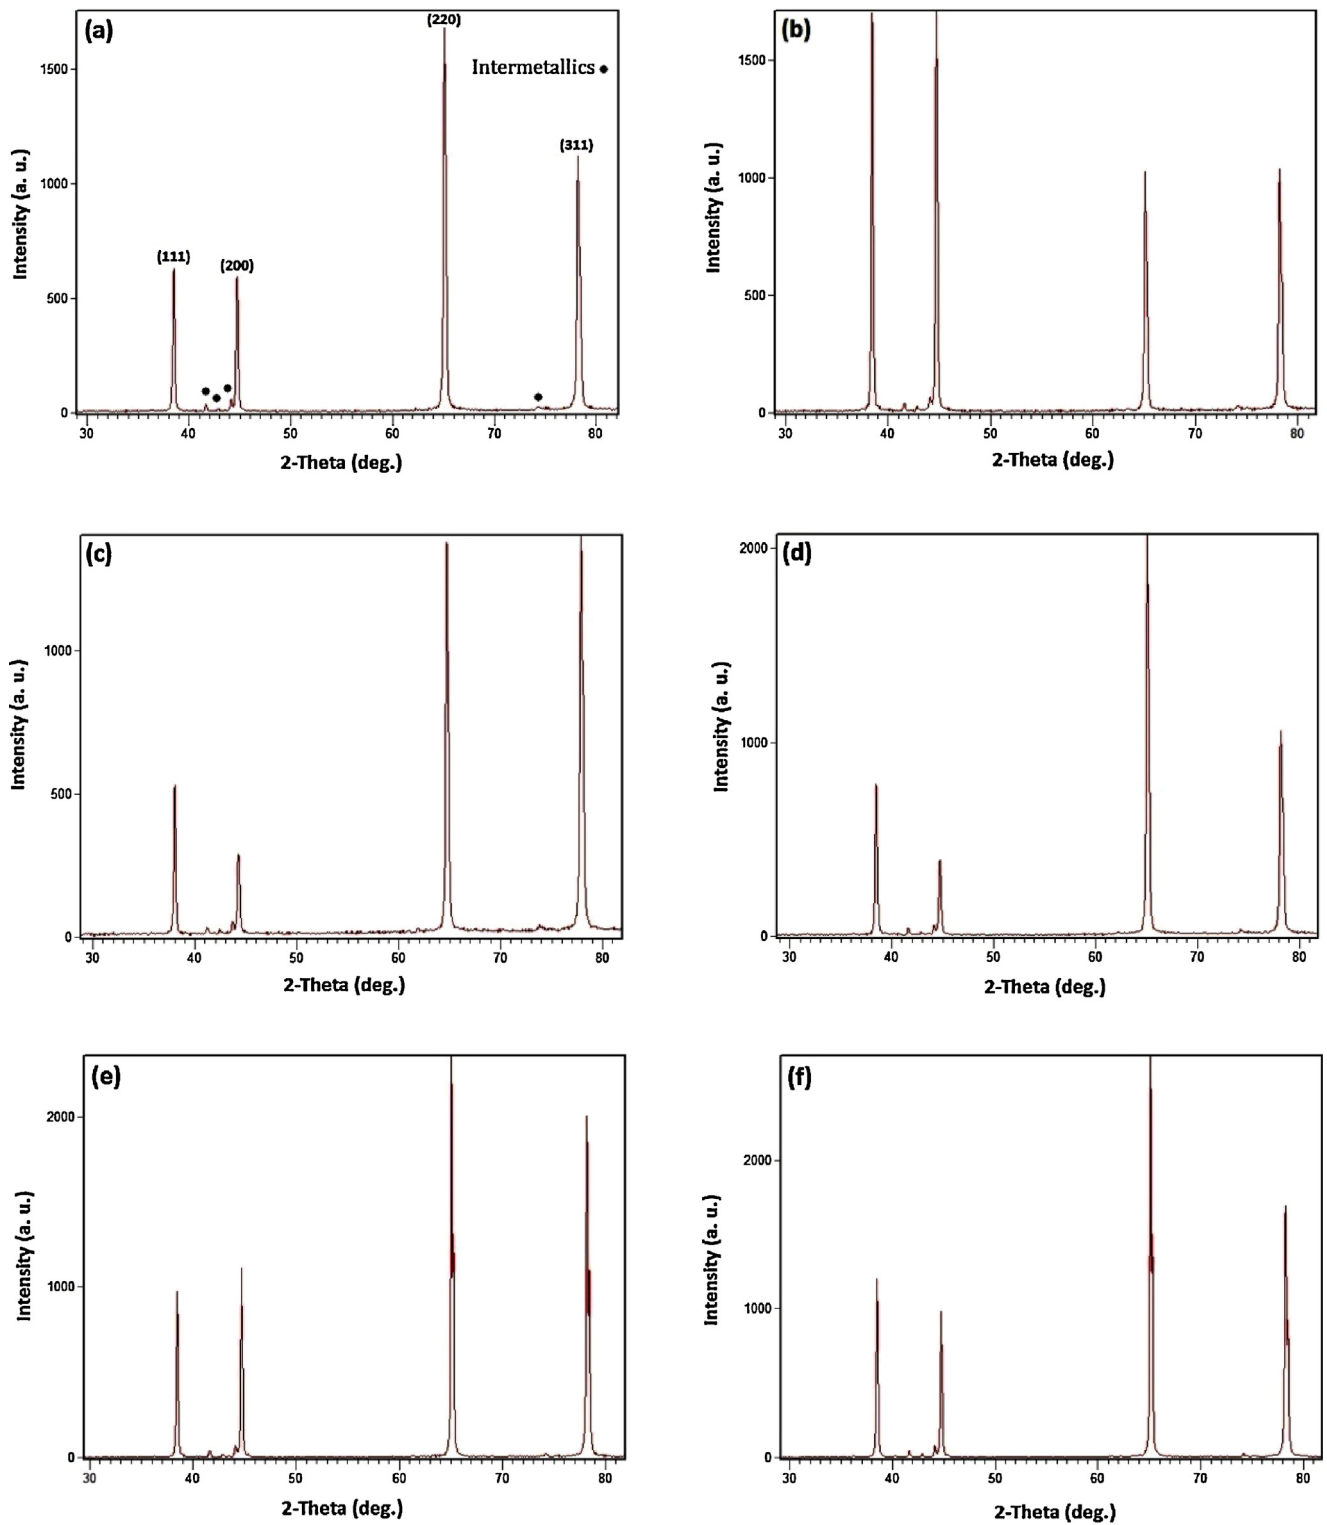 (a)
(220)
Intermetallics
(311)
(111)
(200)
1500
1000
500
0
30 40 50 60 70 80
Intensity (a. u.)
2-Theta (deg.)
(b)
1500
1000
500
0
30 40 50 60 70 80
Intensity (a. u.)
2-Theta (deg.)
(c)
1000
500
0
30 40 50 60 70 80
Intensity (a. u.)
2-Theta (deg.)
(d)
2000
1000
0
30 40 50 60 70 80
Intensity (a. u.)
2-Theta (deg.)
(e)
2000
1000
0
30 40 50 60 70 80
Intensity (a. u.)
2-Theta (deg.)
(f)
2000
1000
0
30 40 50 60 70 80
Intensity (a. u.)
2-Theta (deg.)